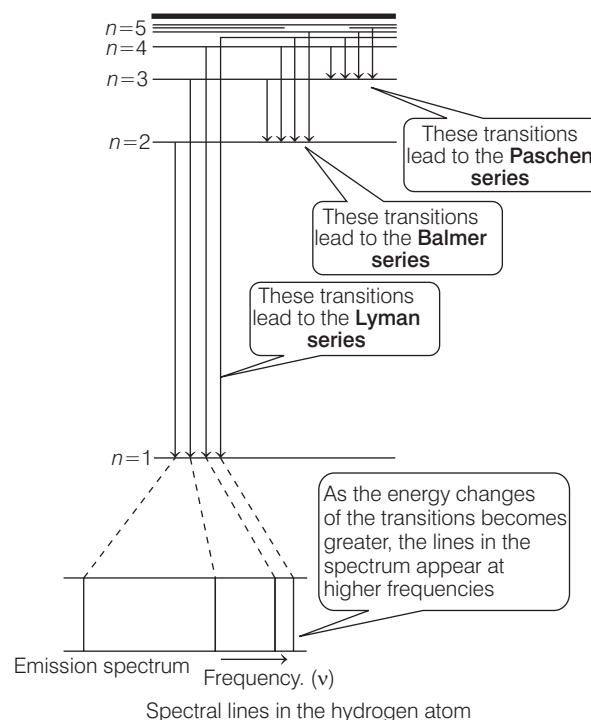 n=5
n=4
n=3
n=2
These transitions
lead to the Paschen
series
These transitions
lead to the Balmer
series
These transitions
lead to the Lyman
series
n=1
As the energy changes
of the transitions becomes
greater, the lines in the
spectrum appear at
higher frequencies
Emission spectrum
Frequency. (ν)
Spectral lines in the hydrogen atom